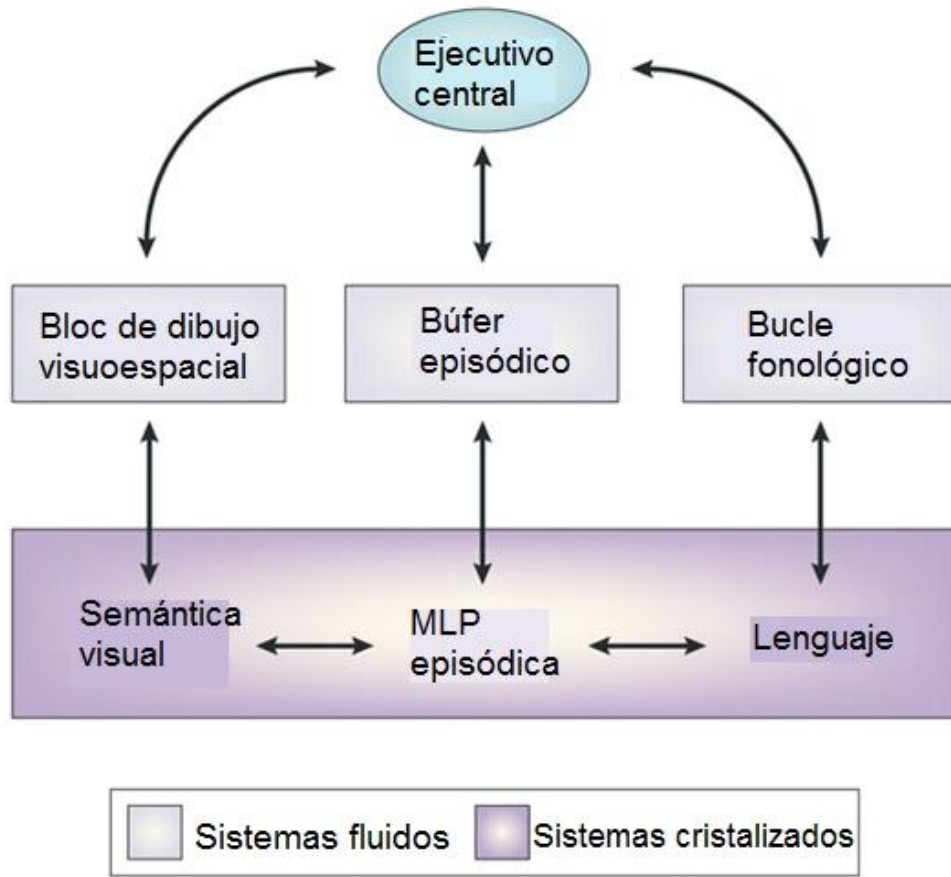 Ejecutivo
central
Bloc de dibujo
visuoespacial
Búfer
episódico
Bucle
fonológico
Semántica
visual
MLP
episódica
Lenguaje
Sistemas fluidos
Sistemas cristalizados